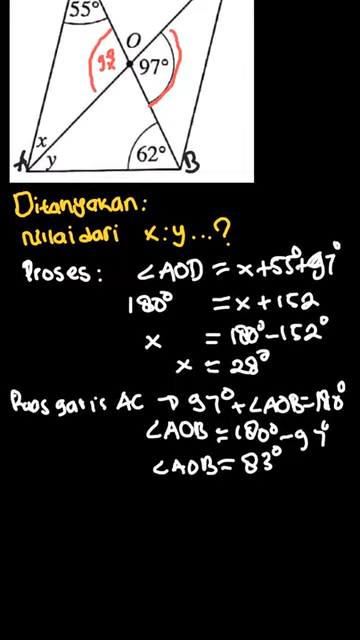 55°
O
97°
97°
x
A
y
62°
B
Ditanyakan:
nilai dari x:y...?
Proses: ∠AOD = x+55°+97°
180° = x+152
x = 180°-152°
x = 28°
Ruas garis AC → 97°+∠AOB=180°
∠AOB=180°-97°
∠AOB=83°